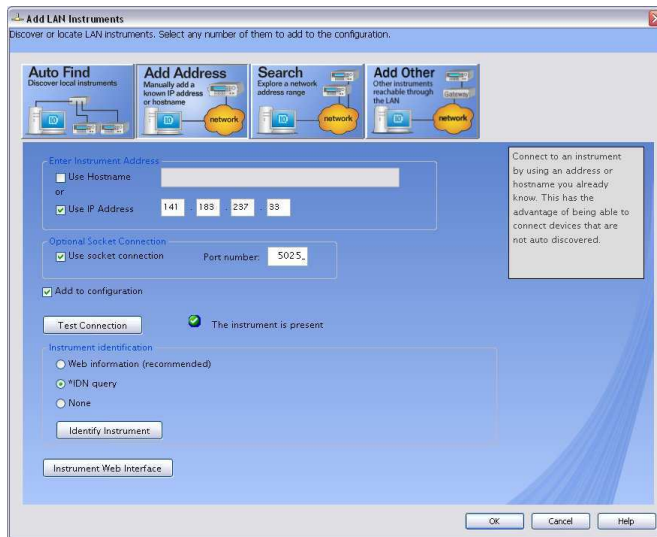 Add LAN Instruments
Discover or locate LAN instruments. Select any number of them to add to the configuration.
Auto Find
Discover local instruments
Add Address
Manually add a
known IP address
or hostname
network
Search
Explore a network
address range
network
Add Other
Other instruments
reachable through
the LAN
Gateway
network
Enter Instrument Address
Use Hostname
or
Use IP Address 141 . 183 . 237 . 33
Optional Socket Connection
Use socket connection Port number: 5025_
Add to configuration
Test Connection The instrument is present
Instrument identification
Web information (recommended)
*IDN query
None
Identify Instrument
Instrument Web Interface
Connect to an instrument
by using an address or
hostname you already
know. This has the
advantage of being able to
connect devices that are
not auto discovered.
OK Cancel Help